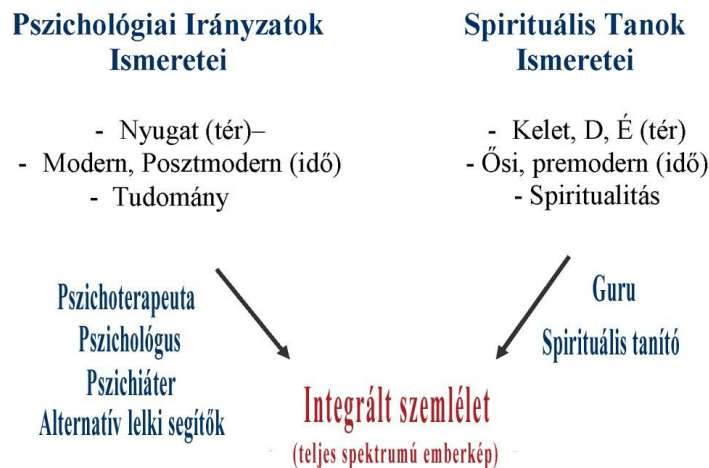 Pszichológiai Irányzatok
Ismeretei
- Nyugat (tér)–
- Modern, Posztmodern (idő)
- Tudomány
Pszichoterapeuta
Pszichológus
Pszichiáter
Alternatív lelki segítők
Spirituális Tanok
Ismeretei
- Kelet, D, É (tér)
- Ősi, premodern (idő)
- Spiritualitás
Guru
Spirituális tanító
Integrált szemlélet
(teljes spektrumú emberkép)